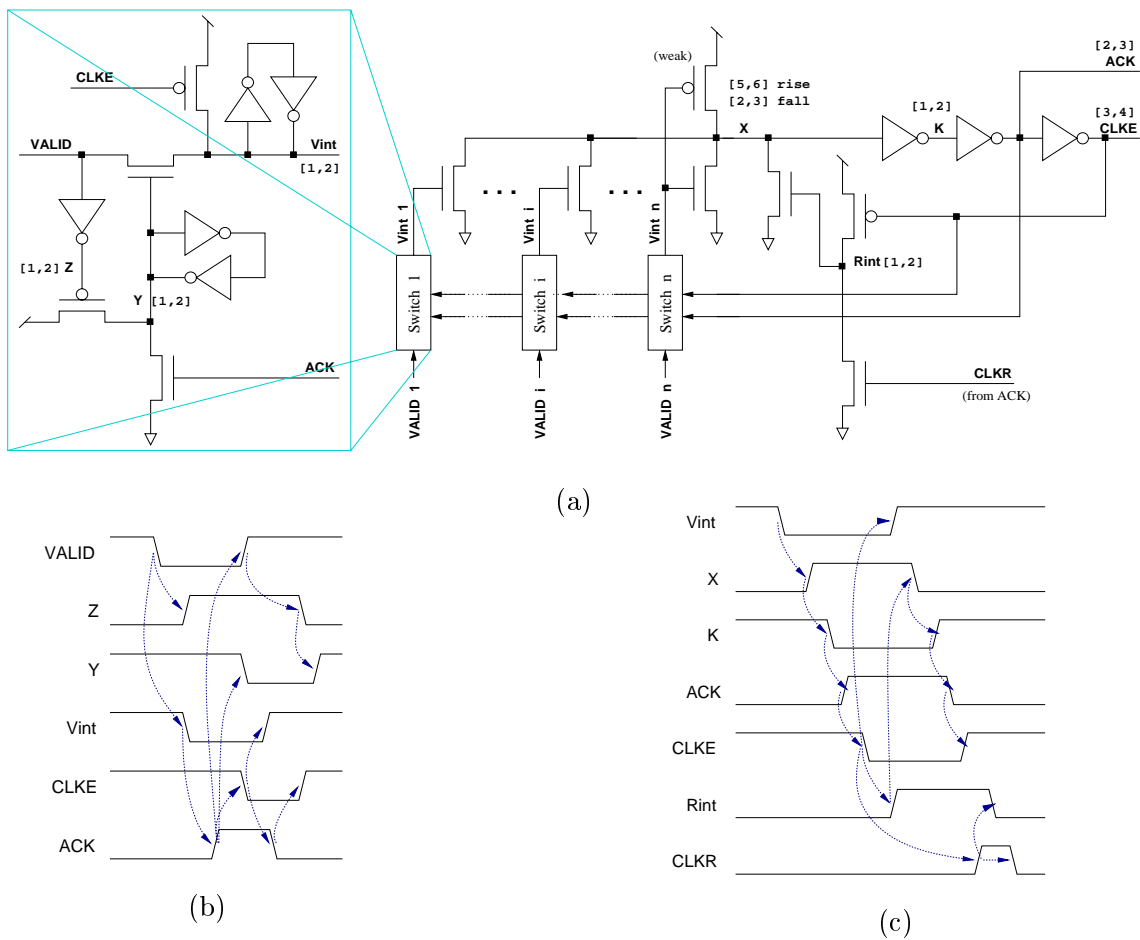 CLKE
VALID
Vint
[1,2]
[1,2] Z
Y [1,2]
ACK
(weak)
[5,6] rise
[2,3] fall
X
[1,2]
K
[2,3]
ACK
[3,4]
CLKE
Vint 1
Vint i
Vint n
Rint [1,2]
Switch 1
Switch i
Switch n
VALID 1
VALID i
VALID n
CLKR
(from ACK)
(a)
VALID
Z
Y
Vint
CLKE
ACK
(b)
Vint
X
K
ACK
CLKE
Rint
CLKR
(c)